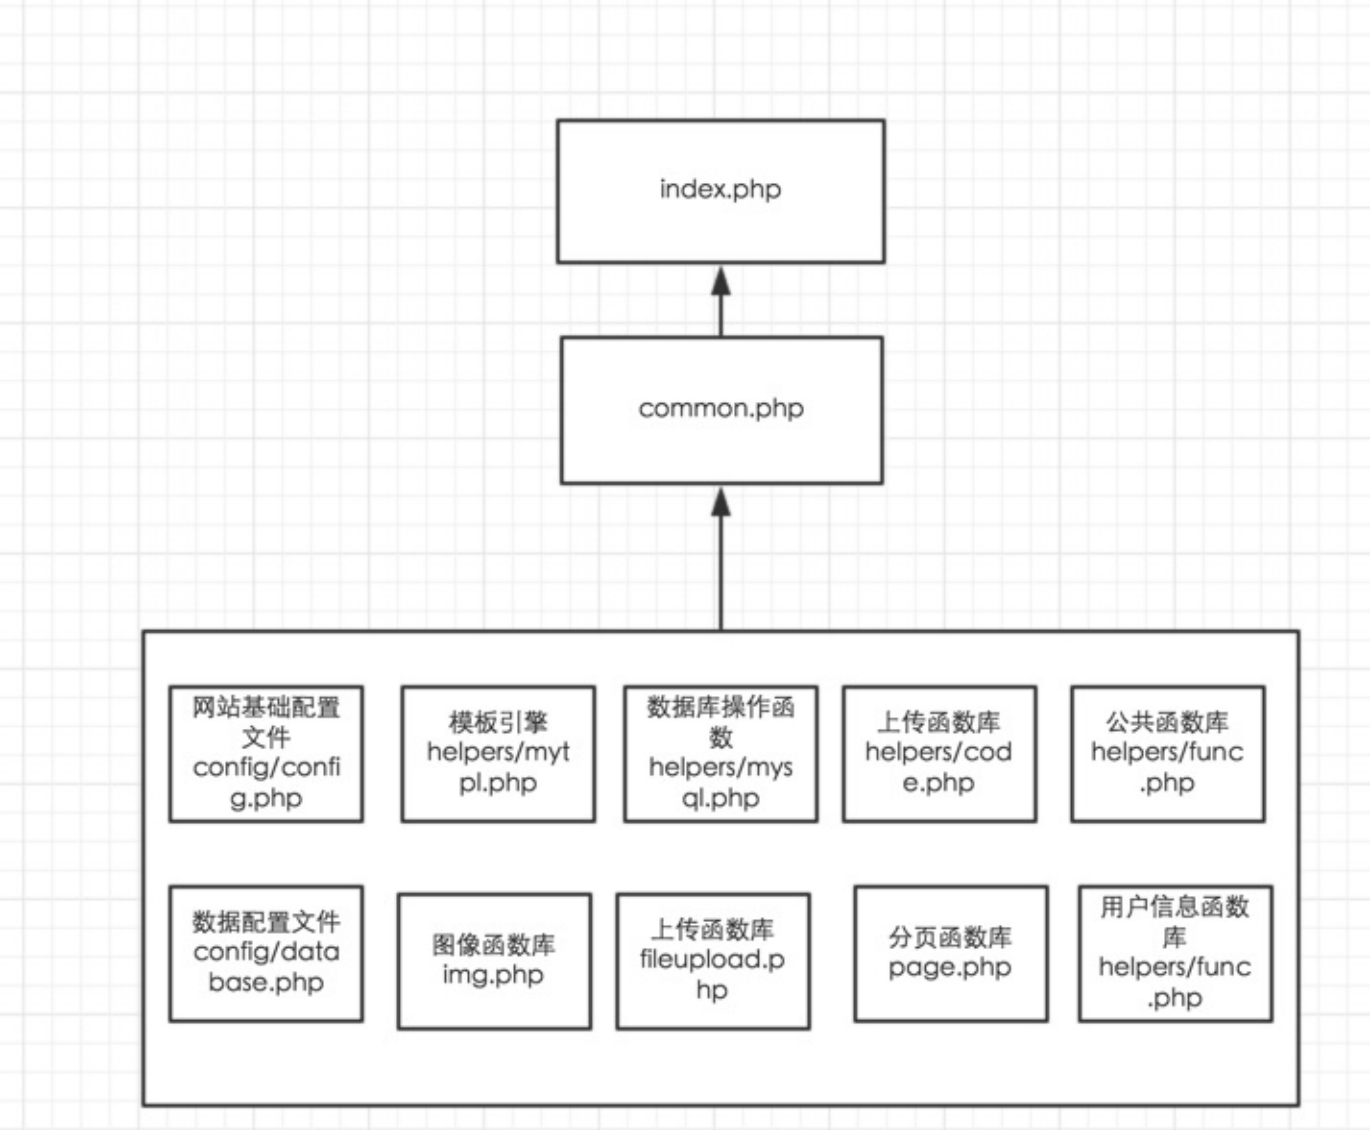 index.php
common.php
网站基础配置
文件
config/confi
g.php
模板引擎
helpers/myt
pl.php
数据库操作函
数
helpers/mys
ql.php
上传函数库
helpers/cod
e.php
公共函数库
helpers/func
.php
数据配置文件
config/data
base.php
图像函数库
img.php
上传函数库
fileupload.p
hp
分页函数库
page.php
用户信息函数
库
helpers/func
.php